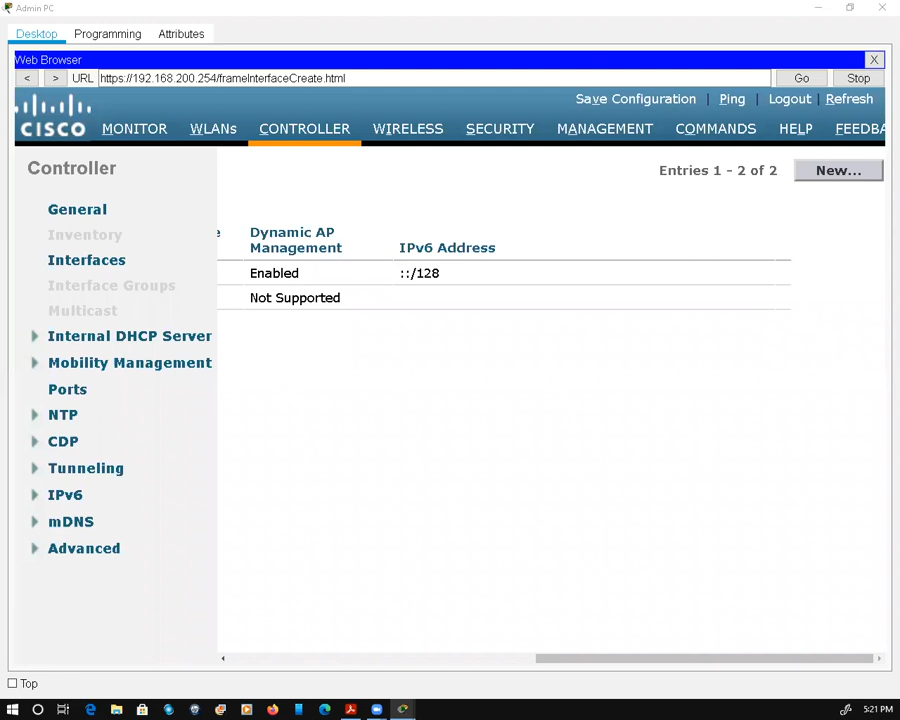 Admin PC
Desktop Programming Attributes
Web Browser X
< > URL https://192.168.200.254/frameInterfaceCreate.html Go Stop
Save Configuration | Ping | Logout | Refresh
CISCO MONITOR WLANs CONTROLLER WIRELESS SECURITY MANAGEMENT COMMANDS HELP FEEDBA
Controller
Entries 1 - 2 of 2 New...
General
Inventory
Interfaces
Interface Groups
Multicast
Internal DHCP Server
Mobility Management
Ports
NTP
CDP
Tunneling
IPv6
mDNS
Advanced
e Dynamic AP
Management IPv6 Address
Enabled ::/128
Not Supported
Top
5:21 PM